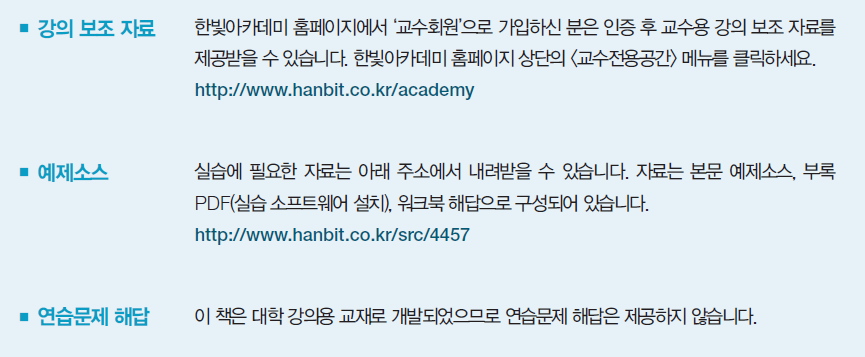 ■ 강의 보조 자료 한빛아카데미 홈페이지에서 ‘교수회원’으로 가입하신 분은 인증 후 교수용 강의 보조 자료를
제공받을 수 있습니다. 한빛아카데미 홈페이지 상단의 〈교수전용공간〉 메뉴를 클릭하세요.
http://www.hanbit.co.kr/academy
■ 예제소스 실습에 필요한 자료는 아래 주소에서 내려받을 수 있습니다. 자료는 본문 예제소스, 부록
PDF(실습 소프트웨어 설치), 워크북 해답으로 구성되어 있습니다.
http://www.hanbit.co.kr/src/4457
■ 연습문제 해답 이 책은 대학 강의용 교재로 개발되었으므로 연습문제 해답은 제공하지 않습니다.